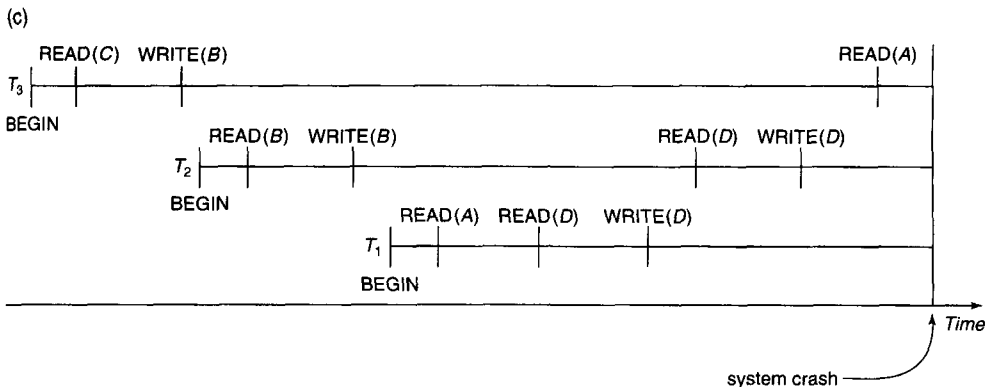 (c)
READ(C) WRITE(B) READ(A)
T3
BEGIN
READ(B) WRITE(B) READ(D) WRITE(D)
T2
BEGIN
READ(A) READ(D) WRITE(D)
T1
BEGIN
Time
system crash